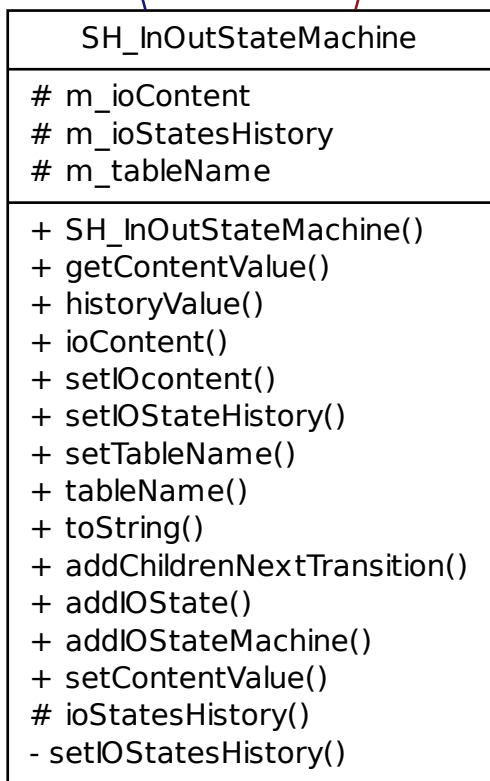 SH_InOutStateMachine
# m_ioContent
# m_ioStatesHistory
# m_tableName
+ SH_InOutStateMachine()
+ getContentValue()
+ historyValue()
+ ioContent()
+ setIOcontent()
+ setIOStateHistory()
+ setTableName()
+ tableName()
+ toString()
+ addChildrenNextTransition()
+ addIOState()
+ addIOStateMachine()
+ setContentValue()
# ioStatesHistory()
- setIOStatesHistory()